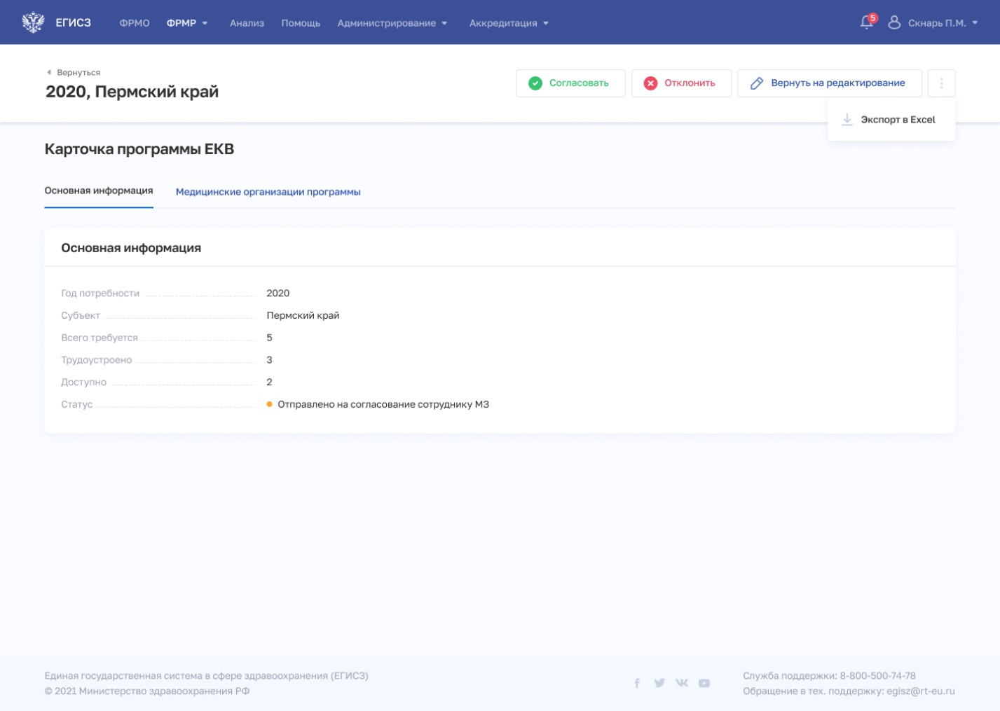 ЕГИСЗ ФРМО ФРМР Анализ Помощь Администрирование Аккредитация 5 Скнарь П.М.
Вернуться
2020, Пермский край
Согласовать Отклонить Вернуть на редактирование
Экспорт в Excel
Карточка программы ЕКВ
Основная информация Медицинские организации программы
Основная информация
Год потребности 2020
Субъект Пермский край
Всего требуется 5
Трудоустроено 3
Доступно 2
Статус Отправлено на согласование сотруднику МЗ
Единая государственная система в сфере здравоохранения (ЕГИСЗ)
© 2021 Министерство здравоохранения РФ
Служба поддержки: 8-800-500-74-78
Обращение в тех. поддержку: egisz@rt-eu.ru